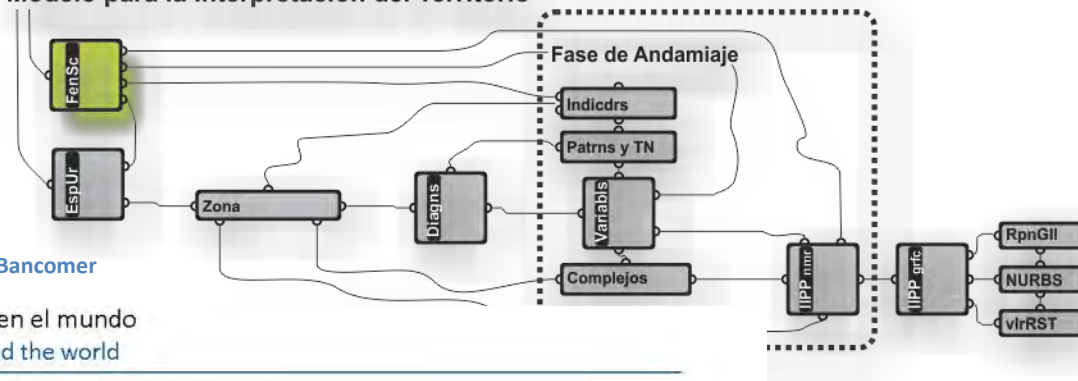 Modelo para la Interpretación del Territorio
FenSc
Fase de Andamiaje
Indicdrs
Patrns y TN
EspUr
Zona
Diagns
Variabls
Complejos
IIPP nmr
IIPP grfc
RpnGll
NURBS
vlrRST
Bancomer
en el mundo
d the world